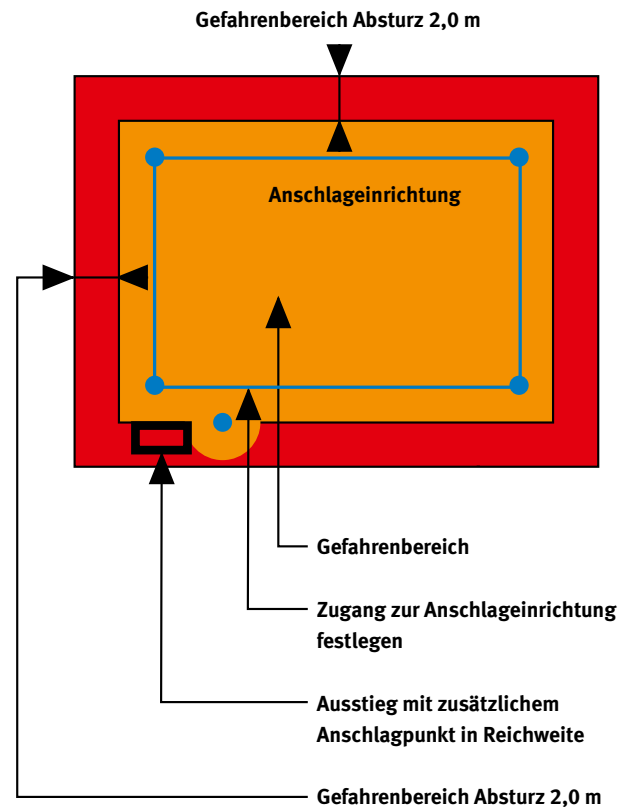 Gefahrenbereich Absturz 2,0 m
Anschlageinrichtung
Gefahrenbereich
Zugang zur Anschlageinrichtung
festlegen
Ausstieg mit zusätzlichem
Anschlagpunkt in Reichweite
Gefahrenbereich Absturz 2,0 m